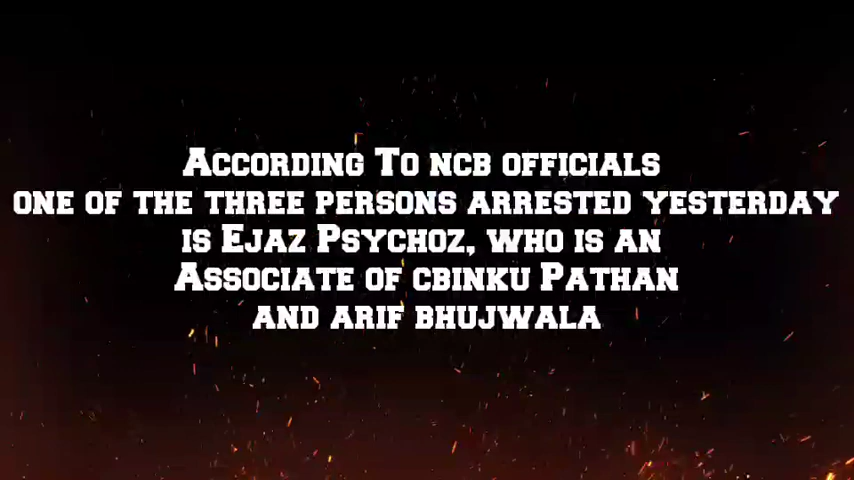 According To ncb officials
one of the three persons arrested yesterday
is Ejaz Psychoz, who is an
Associate of cbinku Pathan
and arif bhujwala